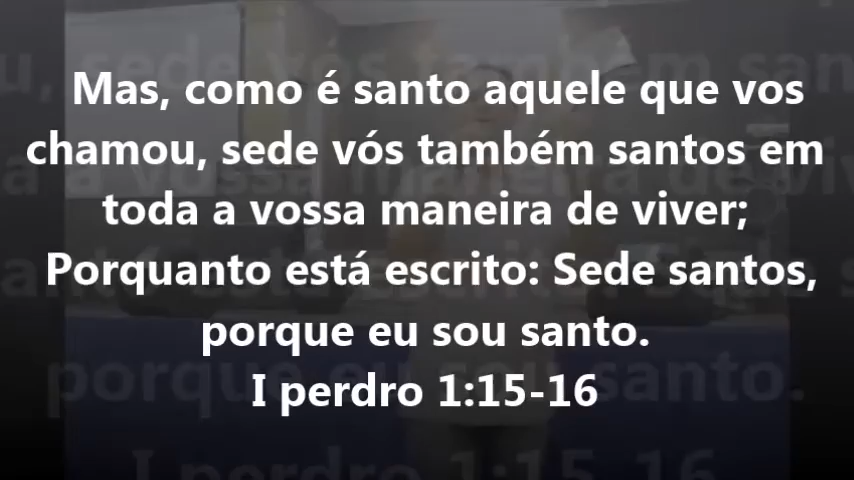 Mas, como é santo aquele que vos
chamou, sede vós também santos em
toda a vossa maneira de viver;
Porquanto está escrito: Sede santos,
porque eu sou santo.
I perdro 1:15-16